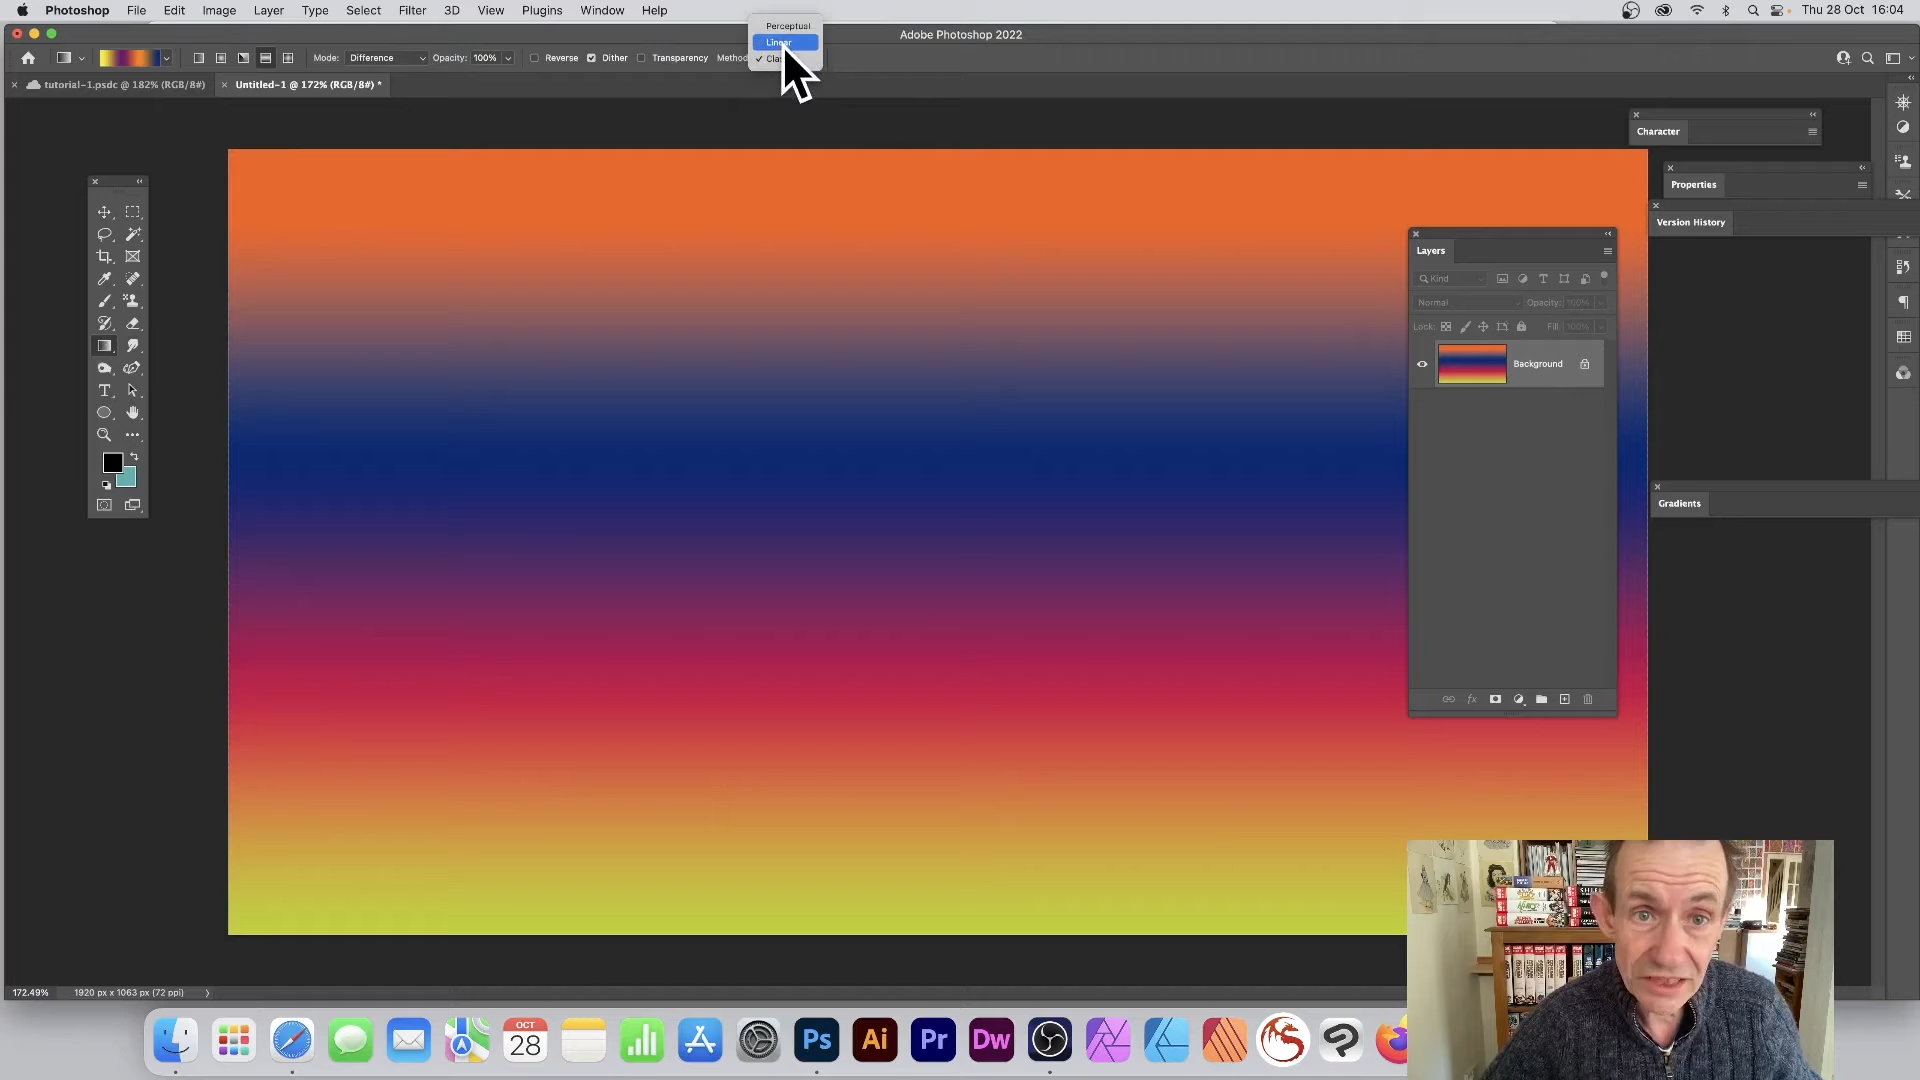 Photoshop File Edit Image Layer Type Select Filter 3D View Plugins Window Help Thu 28 Oct 16:04
Perceptual
Linear
Adobe Photoshop 2022
Mode: Difference Opacity: 100% Reverse Dither Transparency Method
tutorial-1.psdc @ 182% (RGB/8#) Untitled-1 @ 172% (RGB/8#) *
Character
Properties
Version History
Layers
Kind
Normal Opacity: 100%
Lock: Fill 100%
Background
Gradients
172.49% 1920 px x 1063 px (72 ppi)
OCT
28
Ps Ai Pr Dw